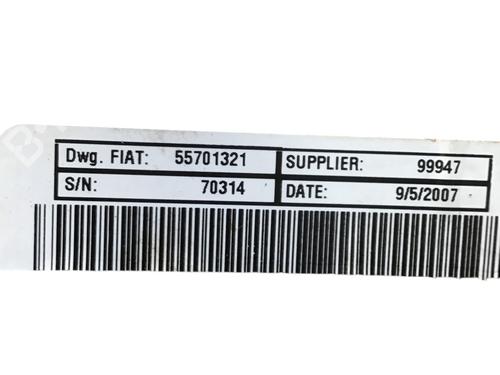 Dwg. FIAT: 55701321 SUPPLIER: 99947
S/N: 70314 DATE: 9/5/2007